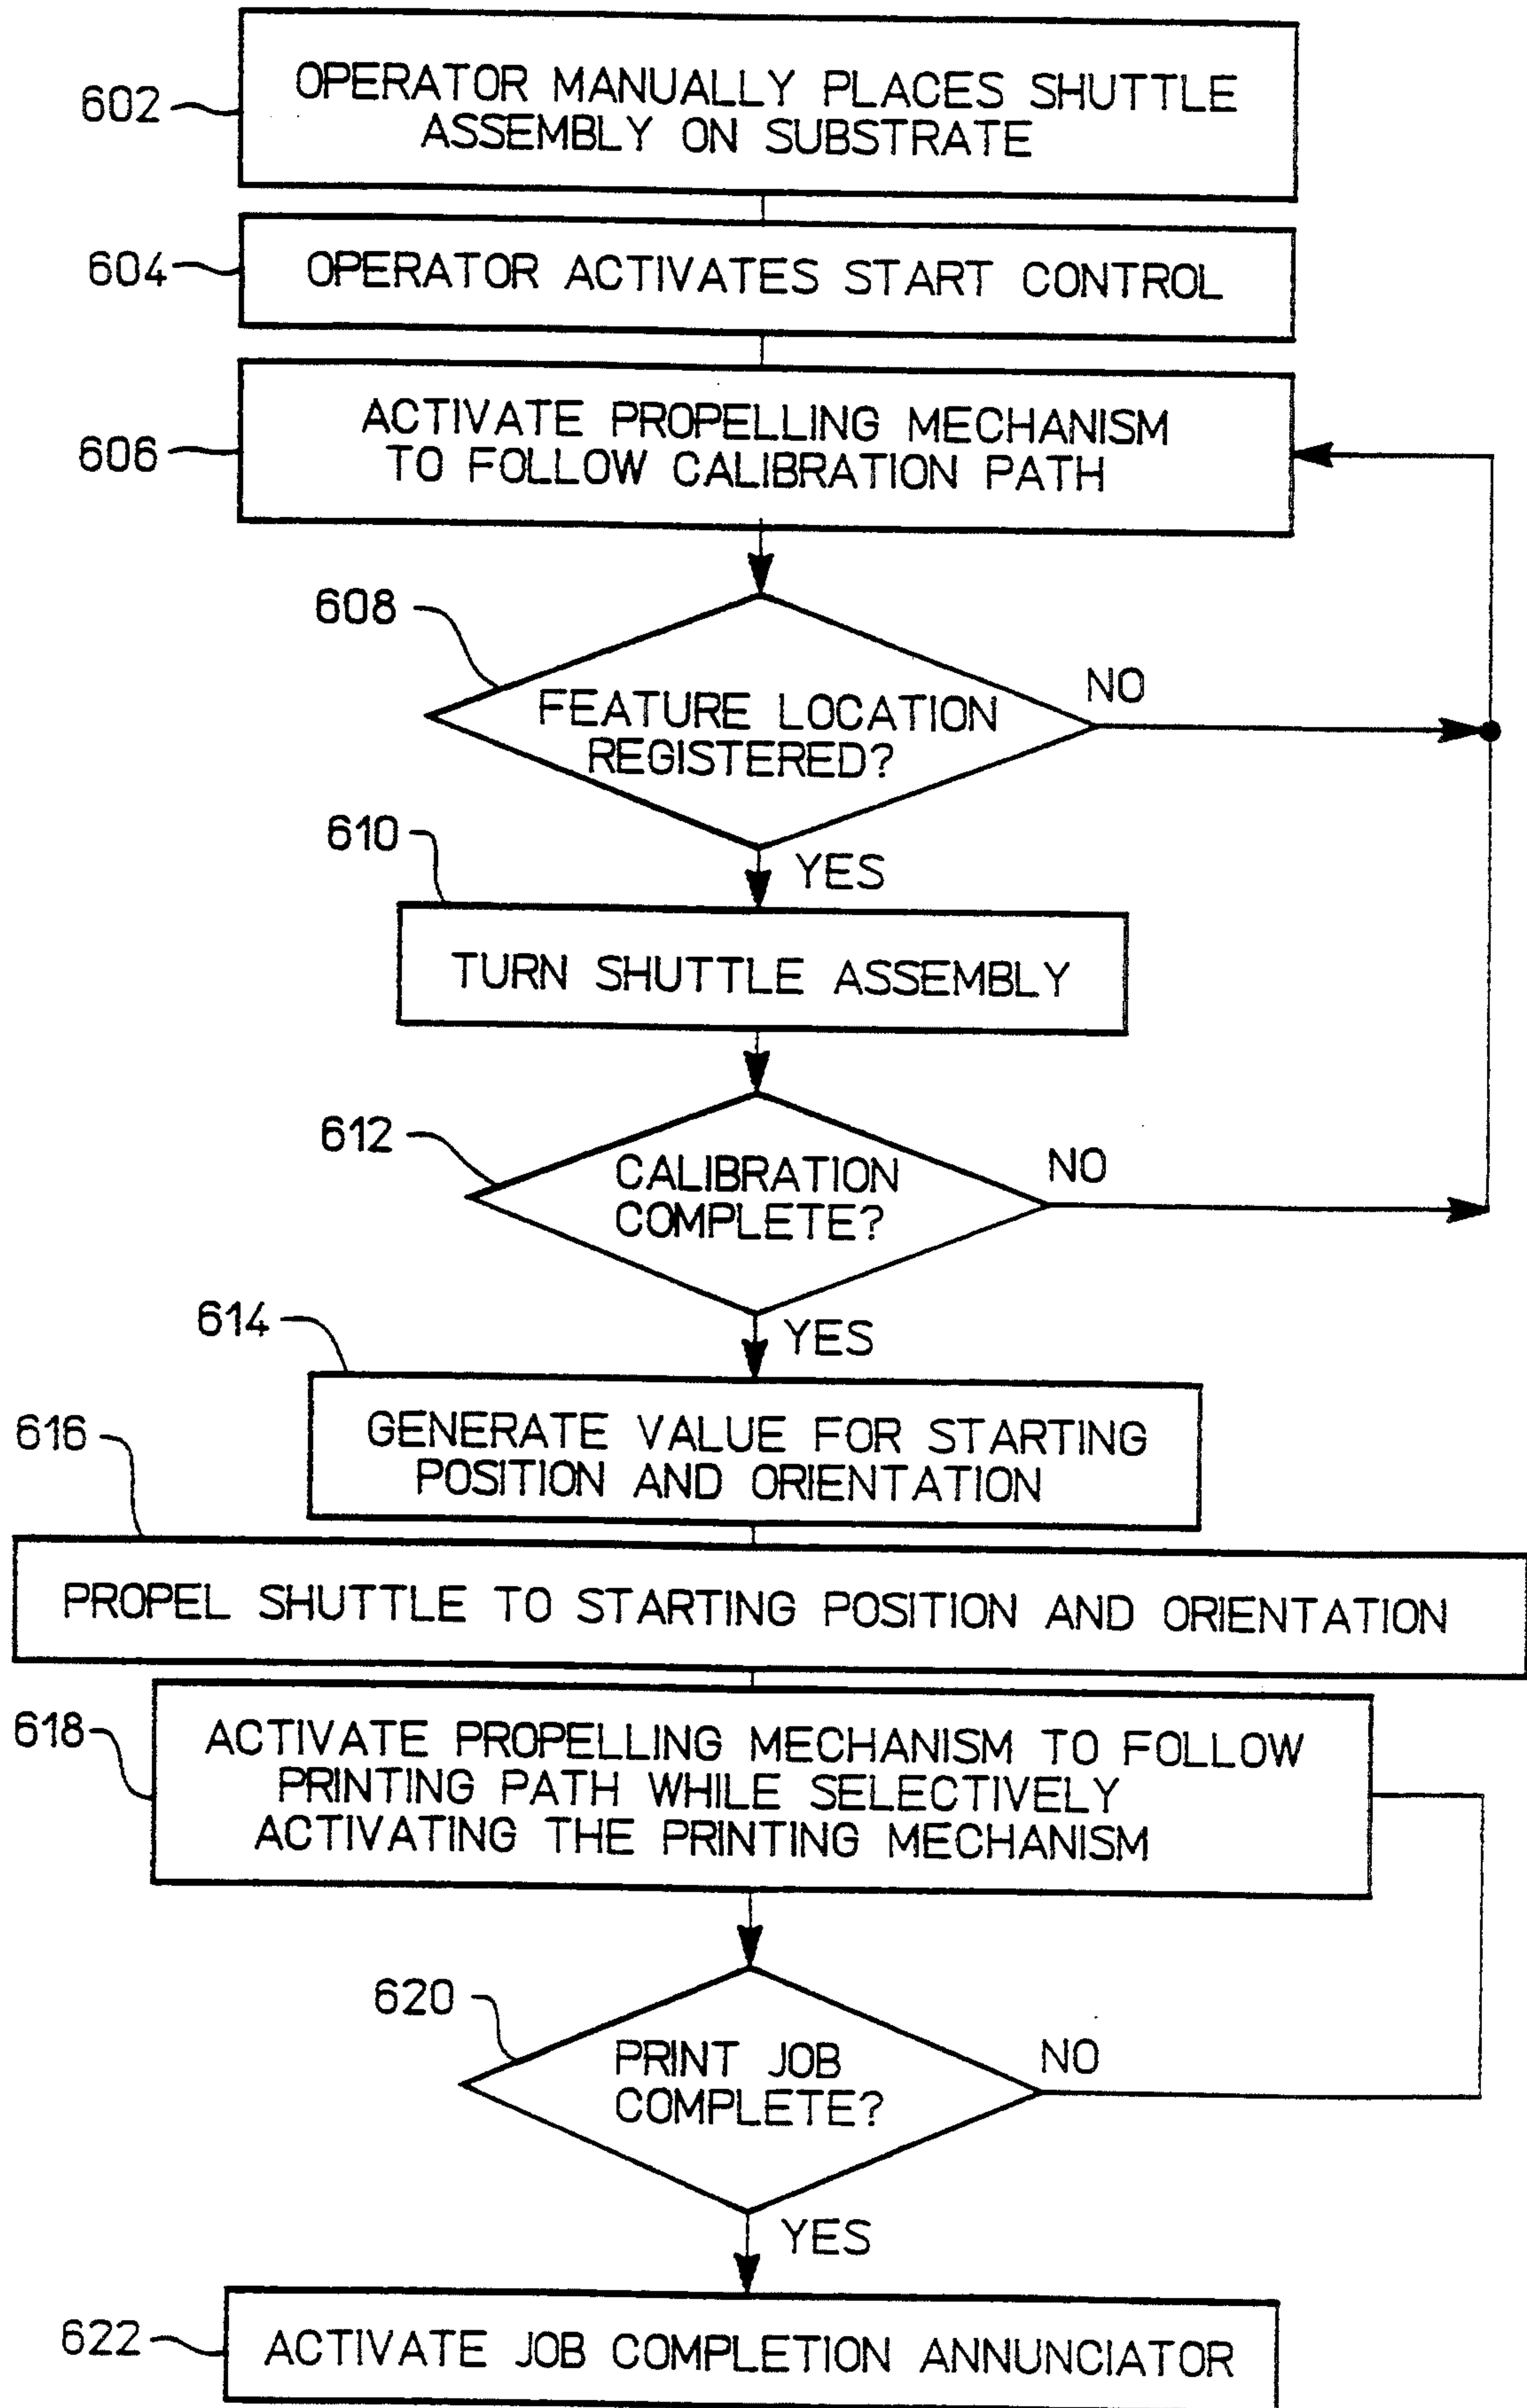 602
OPERATOR MANUALLY PLACES SHUTTLE
ASSEMBLY ON SUBSTRATE
604
OPERATOR ACTIVATES START CONTROL
606
ACTIVATE PROPELLING MECHANISM
TO FOLLOW CALIBRATION PATH
608
FEATURE LOCATION
REGISTERED?
NO
YES
610
TURN SHUTTLE ASSEMBLY
612
CALIBRATION
COMPLETE?
NO
YES
614
GENERATE VALUE FOR STARTING
POSITION AND ORIENTATION
616
PROPEL SHUTTLE TO STARTING POSITION AND ORIENTATION
618
ACTIVATE PROPELLING MECHANISM TO FOLLOW
PRINTING PATH WHILE SELECTIVELY
ACTIVATING THE PRINTING MECHANISM
620
PRINT JOB
COMPLETE?
NO
YES
622
ACTIVATE JOB COMPLETION ANNUNCIATOR